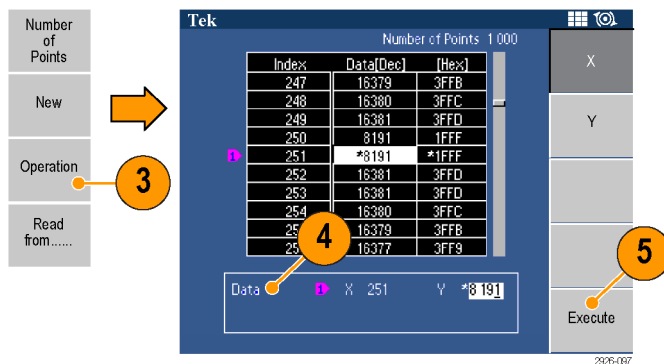 Number
of
Points
New
Operation
Read
from......
3
Tek
Number of Points 1 000
Index Data[Dec] [Hex]
247 16379 3FFB
248 16380 3FFC
249 16381 3FFD
250 8191 1FFF
1 251 *8191 *1FFF
252 16381 3FFD
253 16381 3FFD
254 16380 3FFC
16379 3FFB
16377 3FF9
4
Data 1 X 251 Y *8 191
X
Y
5
Execute
2926-097